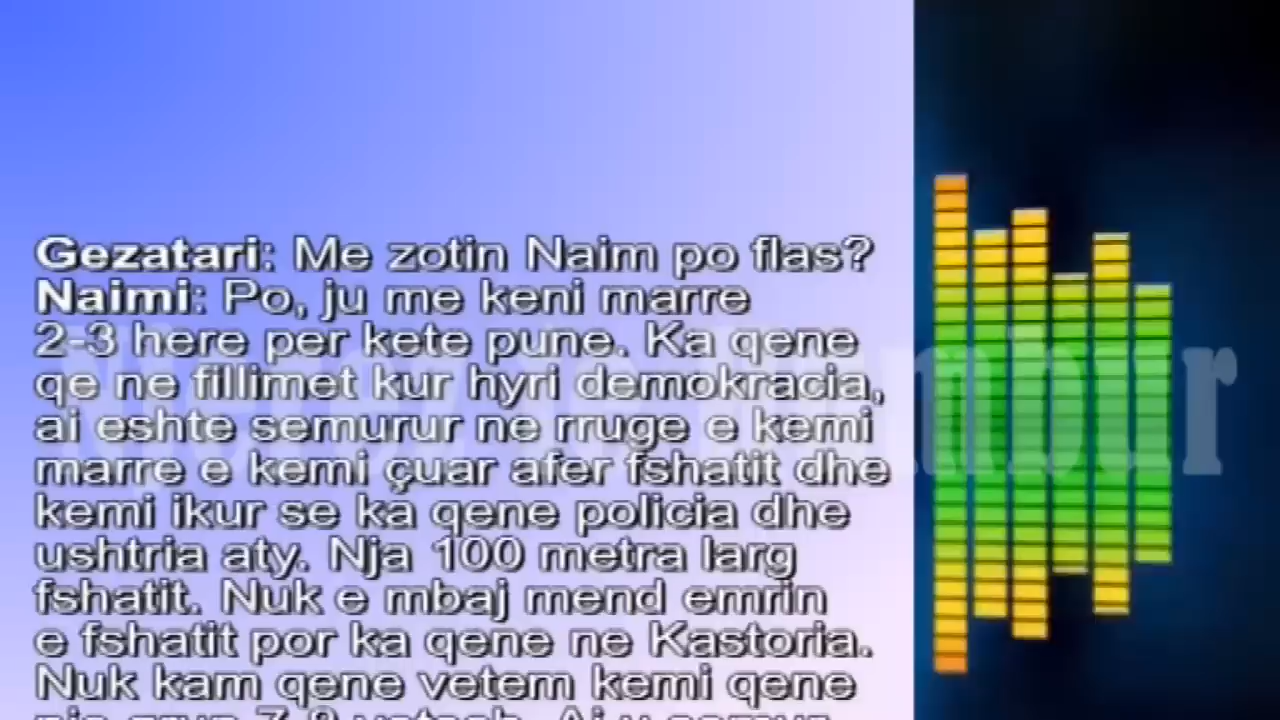 Gezatari: Me zotin Naim po flas?
Naimi: Po, ju me keni marre
2-3 here per kete pune. Ka qene
qe ne fillimet kur hyri demokracia,
ai eshte semurur ne rruge e kemi
marre e kemi çuar afer fshatit dhe
kemi ikur se ka qene policia dhe
ushtria aty. Nja 100 metra larg
fshatit. Nuk e mbaj mend emrin
e fshatit por ka qene ne Kastoria.
Nuk kam qene vetem kemi qene